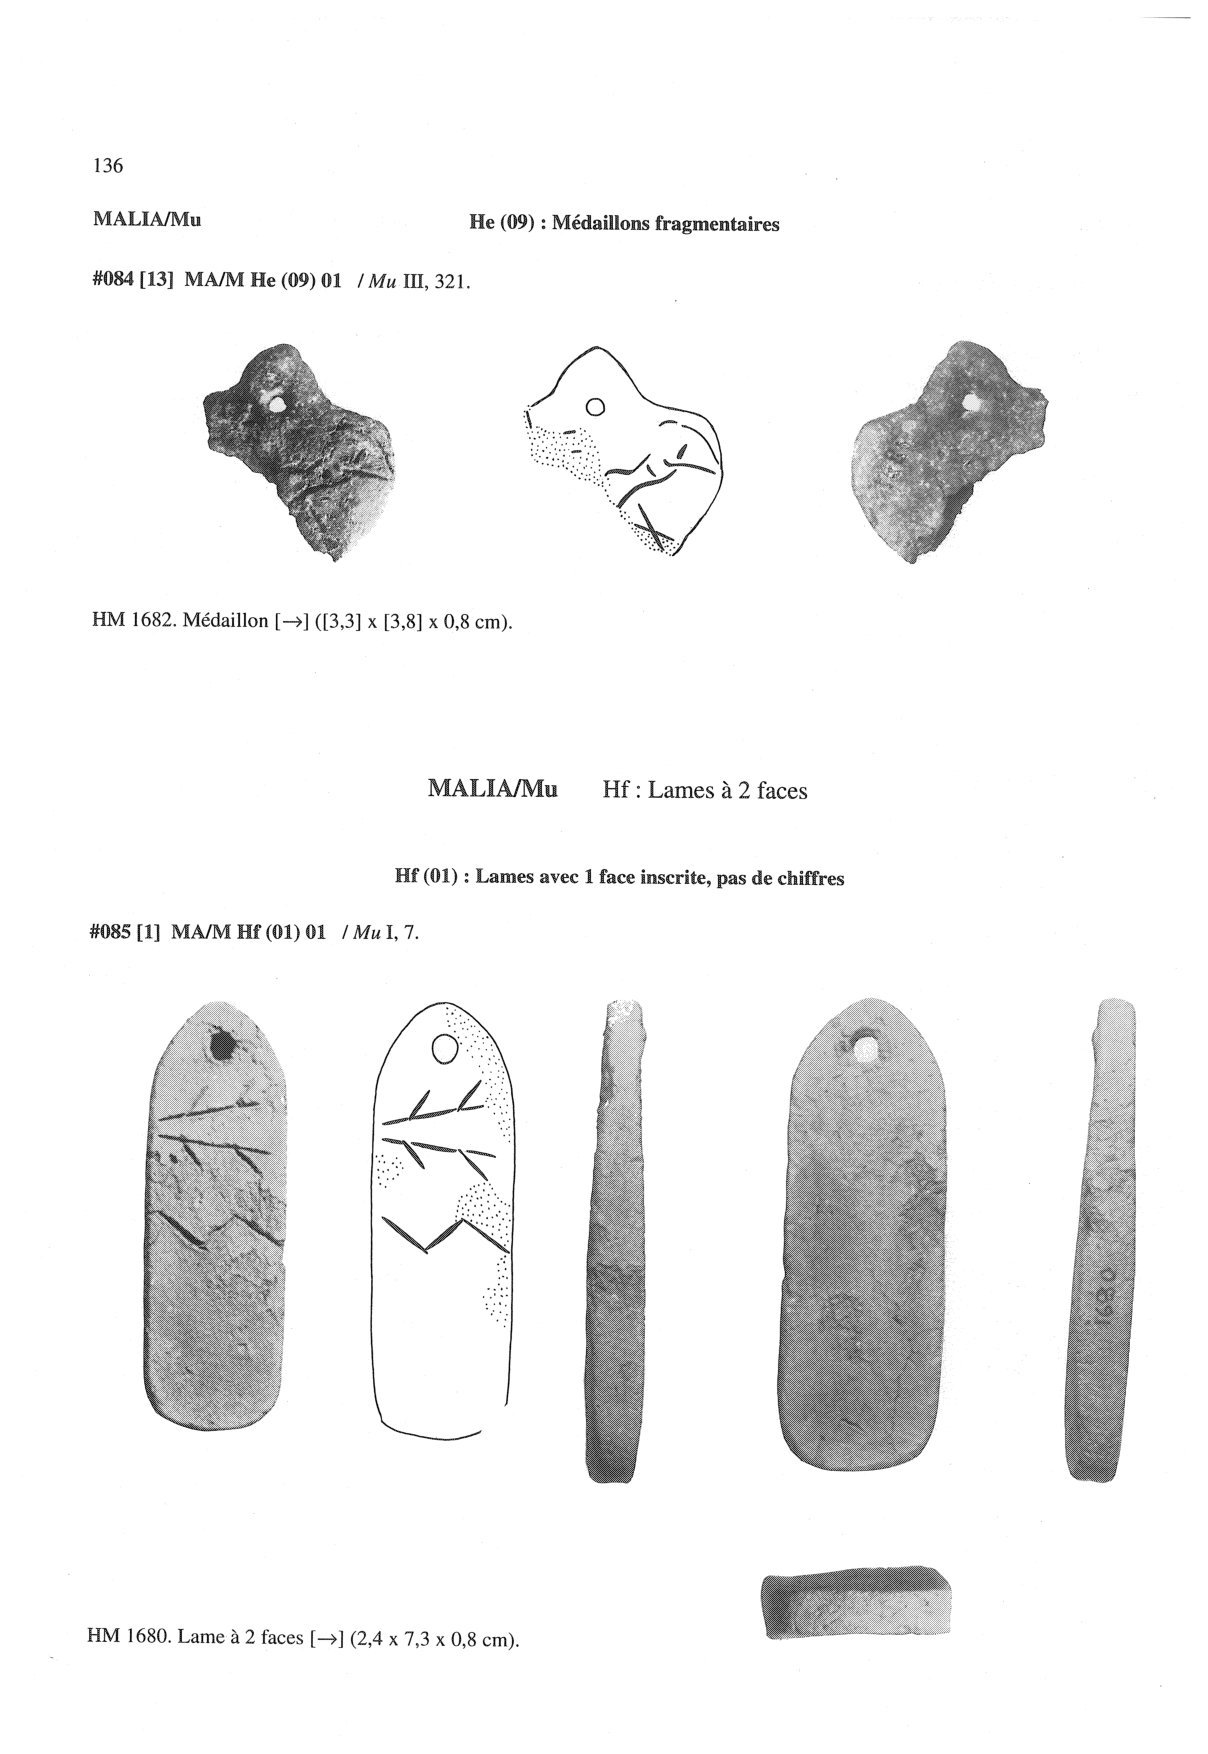 136
MALIA/Mu He (09) : Médaillons fragmentaires
#084 [13] MA/M He (09) 01 / Mu III, 321.
HM 1682. Médaillon [→] ([3,3] x [3,8] x 0,8 cm).
MALIA/Mu Hf : Lames à 2 faces
Hf (01) : Lames avec 1 face inscrite, pas de chiffres
#085 [1] MA/M Hf (01) 01 / Mu I, 7.
1680
HM 1680. Lame à 2 faces [→] (2,4 x 7,3 x 0,8 cm).